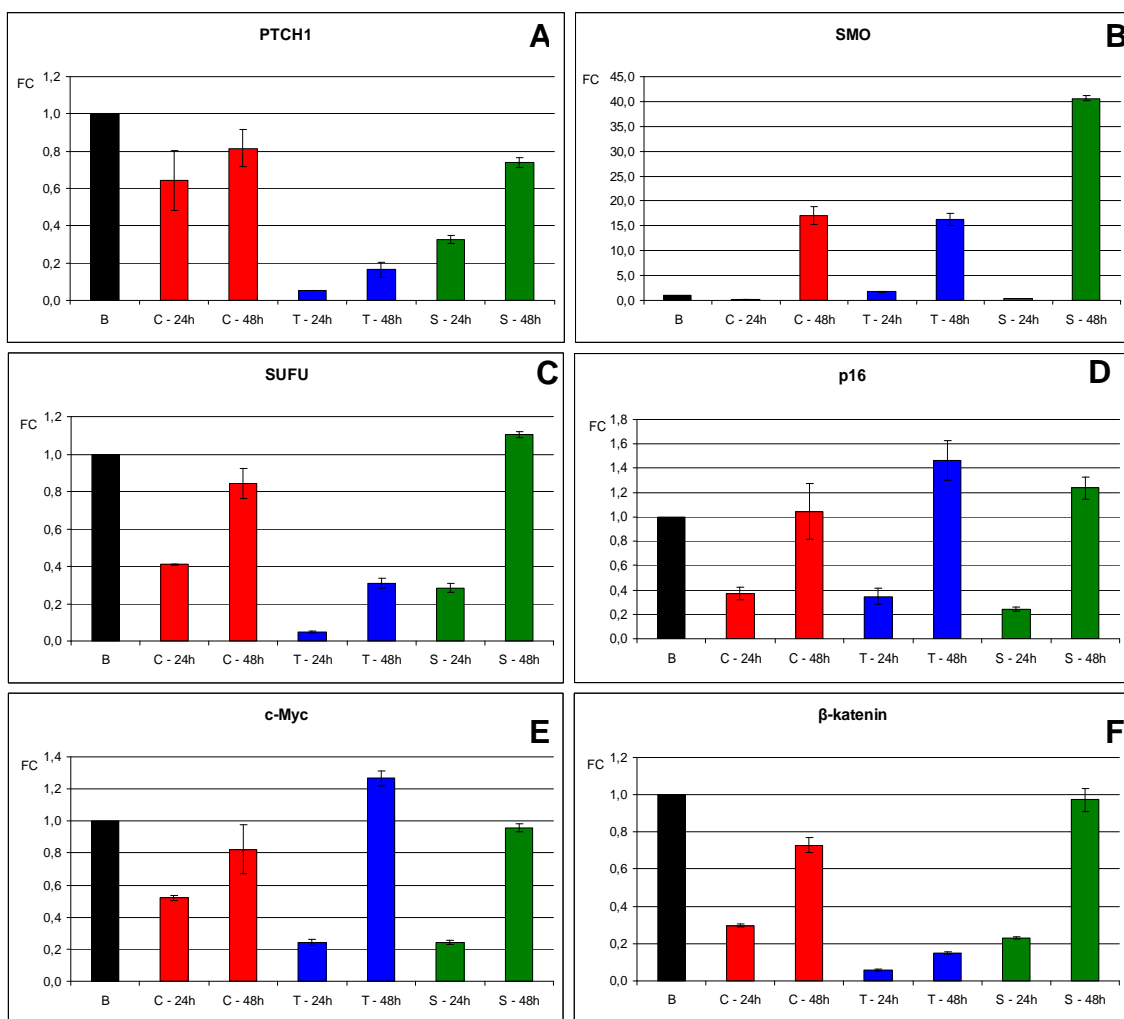 PTCH1
A
FC
1,2
1,0
0,8
0,6
0,4
0,2
0,0
B C - 24h C - 48h T - 24h T - 48h S - 24h S - 48h
SMO
B
FC
45,0
40,0
35,0
30,0
25,0
20,0
15,0
10,0
5,0
0,0
B C - 24h C - 48h T - 24h T - 48h S - 24h S - 48h
SUFU
C
FC
1,2
1,0
0,8
0,6
0,4
0,2
0,0
B C - 24h C - 48h T - 24h T - 48h S - 24h S - 48h
p16
D
FC
1,8
1,6
1,4
1,2
1,0
0,8
0,6
0,4
0,2
0,0
B C - 24h C - 48h T - 24h T - 48h S - 24h S - 48h
c-Myc
E
FC
1,4
1,2
1,0
0,8
0,6
0,4
0,2
0,0
B C - 24h C - 48h T - 24h T - 48h S - 24h S - 48h
β-katenin
F
FC
1,2
1,0
0,8
0,6
0,4
0,2
0,0
B C - 24h C - 48h T - 24h T - 48h S - 24h S - 48h